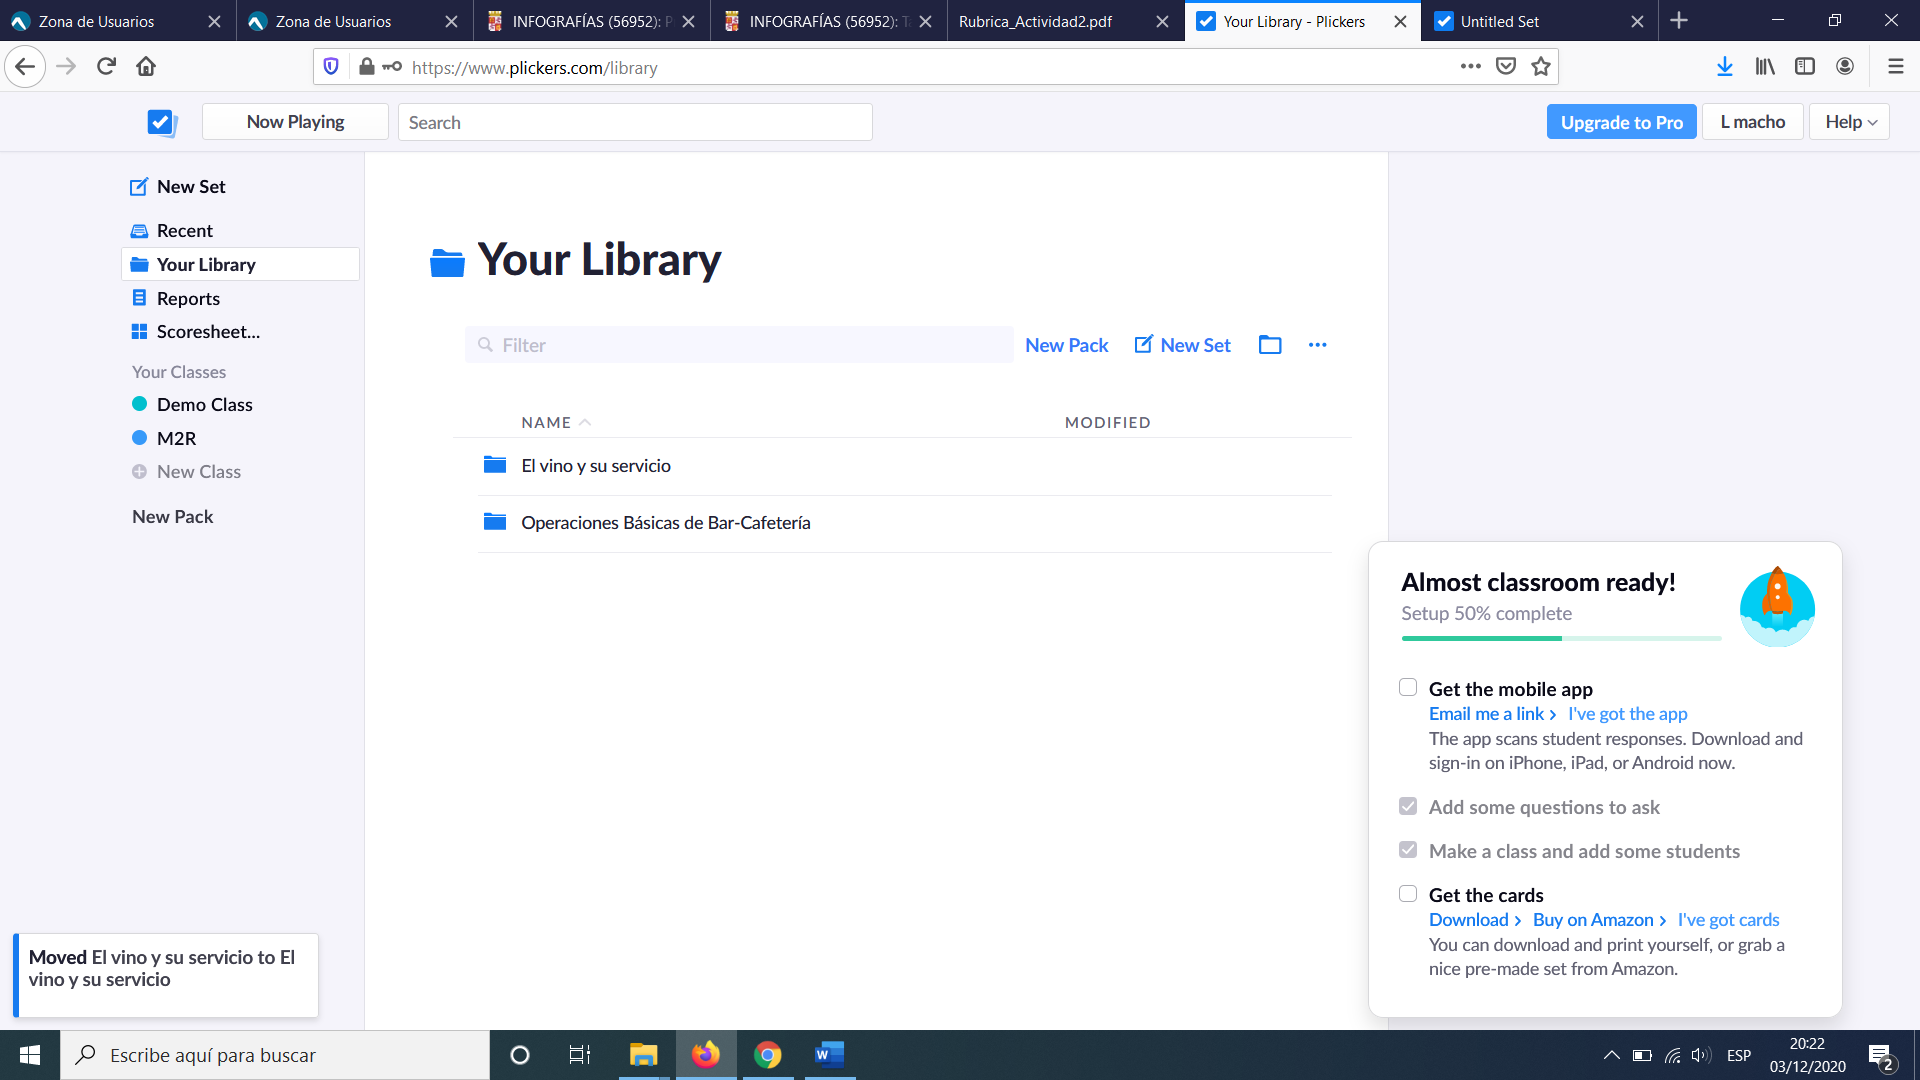 Zona de Usuarios
Zona de Usuarios
INFOGRAFÍAS (56952): P
INFOGRAFÍAS (56952): T
Rubrica_Actividad2.pdf
Your Library - Plickers
Untitled Set
https://www.plickers.com/library
Now Playing
Search
Upgrade to Pro
L macho
Help
New Set
Recent
Your Library
Reports
Scoresheet...
Your Classes
Demo Class
M2R
New Class
New Pack
Your Library
Filter
New Pack
New Set
NAME
MODIFIED
El vino y su servicio
Operaciones Básicas de Bar-Cafetería
Almost classroom ready!
Setup 50% complete
Get the mobile app
Email me a link › I've got the app
The app scans student responses. Download and
sign-in on iPhone, iPad, or Android now.
Add some questions to ask
Make a class and add some students
Get the cards
Download › Buy on Amazon › I've got cards
You can download and print yourself, or grab a
nice pre-made set from Amazon.
Moved El vino y su servicio to El
vino y su servicio
Escribe aquí para buscar
W
ESP
20:22
03/12/2020
2